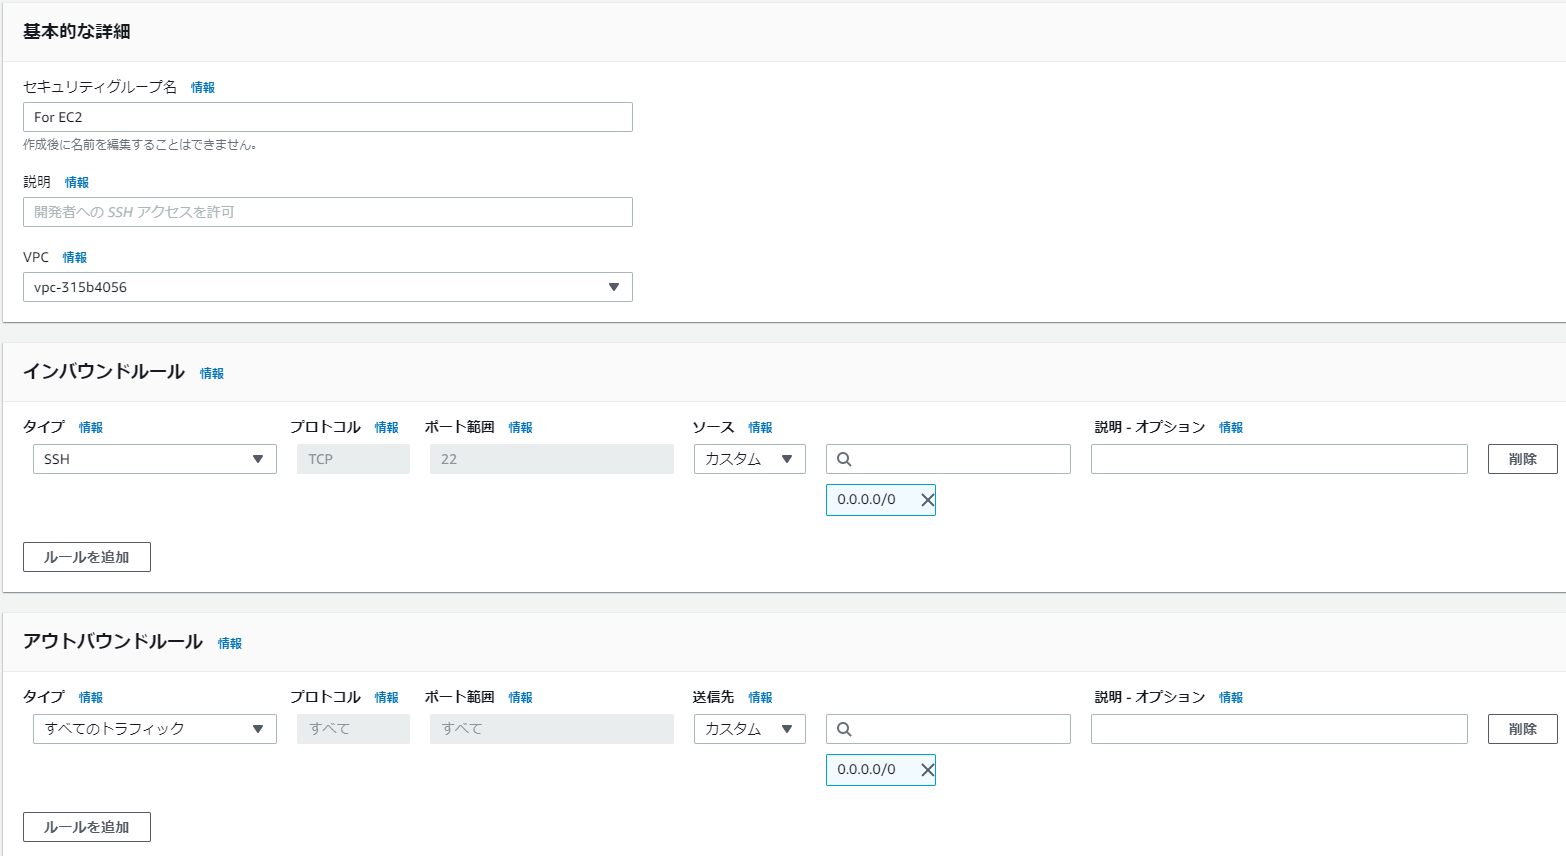 基本的な詳細
セキュリティグループ名 情報
For EC2
作成後に名前を編集することはできません。
説明 情報
開発者への SSH アクセスを許可
VPC 情報
vpc-315b4056
インバウンドルール 情報
タイプ 情報 プロトコル 情報 ポート範囲 情報 ソース 情報 説明 - オプション 情報
SSH TCP 22 カスタム 削除
0.0.0.0/0
ルールを追加
アウトバウンドルール 情報
タイプ 情報 プロトコル 情報 ポート範囲 情報 送信先 情報 説明 - オプション 情報
すべてのトラフィック すべて すべて カスタム 削除
0.0.0.0/0
ルールを追加